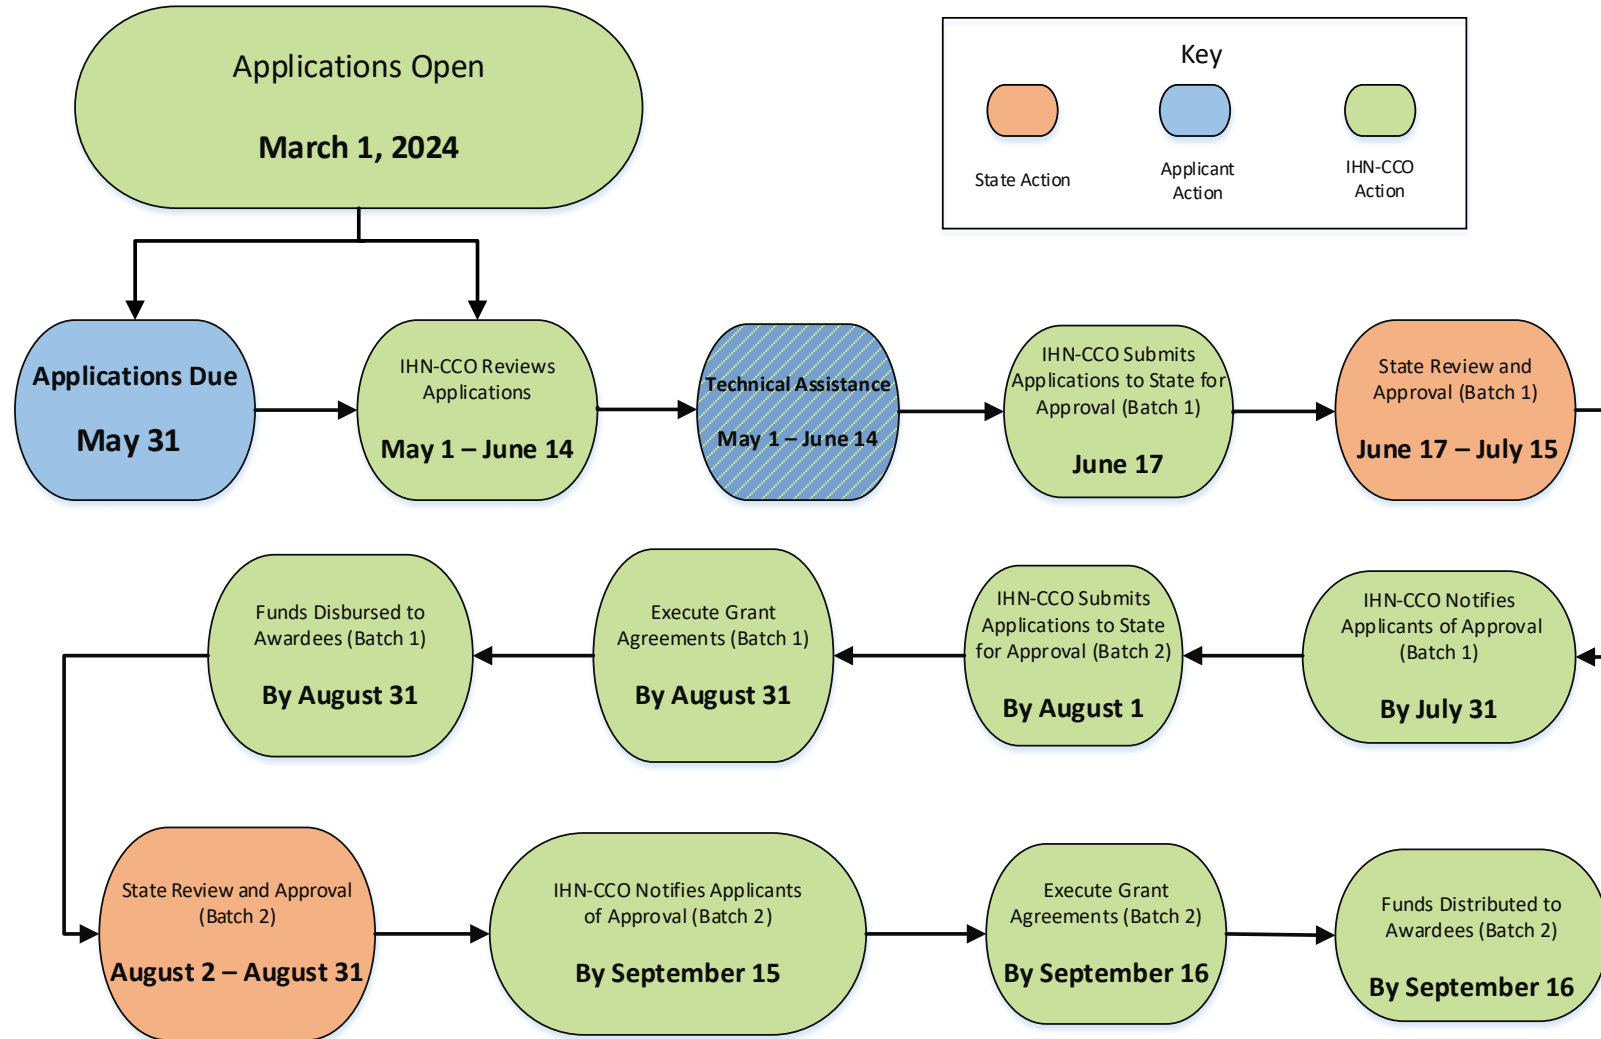 Applications Open
March 1, 2024
Key
State Action
Applicant
Action
IHN-CCO
Action
Applications Due
May 31
IHN-CCO Reviews
Applications
May 1 – June 14
Technical Assistance
May 1 – June 14
IHN-CCO Submits
Applications to State for
Approval (Batch 1)
June 17
State Review and
Approval (Batch 1)
June 17 – July 15
Funds Disbursed to
Awardees (Batch 1)
By August 31
Execute Grant
Agreements (Batch 1)
By August 31
IHN-CCO Submits
Applications to State
for Approval (Batch 2)
By August 1
IHN-CCO Notifies
Applicants of Approval
(Batch 1)
By July 31
State Review and Approval
(Batch 2)
August 2 – August 31
IHN-CCO Notifies Applicants
of Approval (Batch 2)
By September 15
Execute Grant
Agreements (Batch 2)
By September 16
Funds Distributed to
Awardees (Batch 2)
By September 16